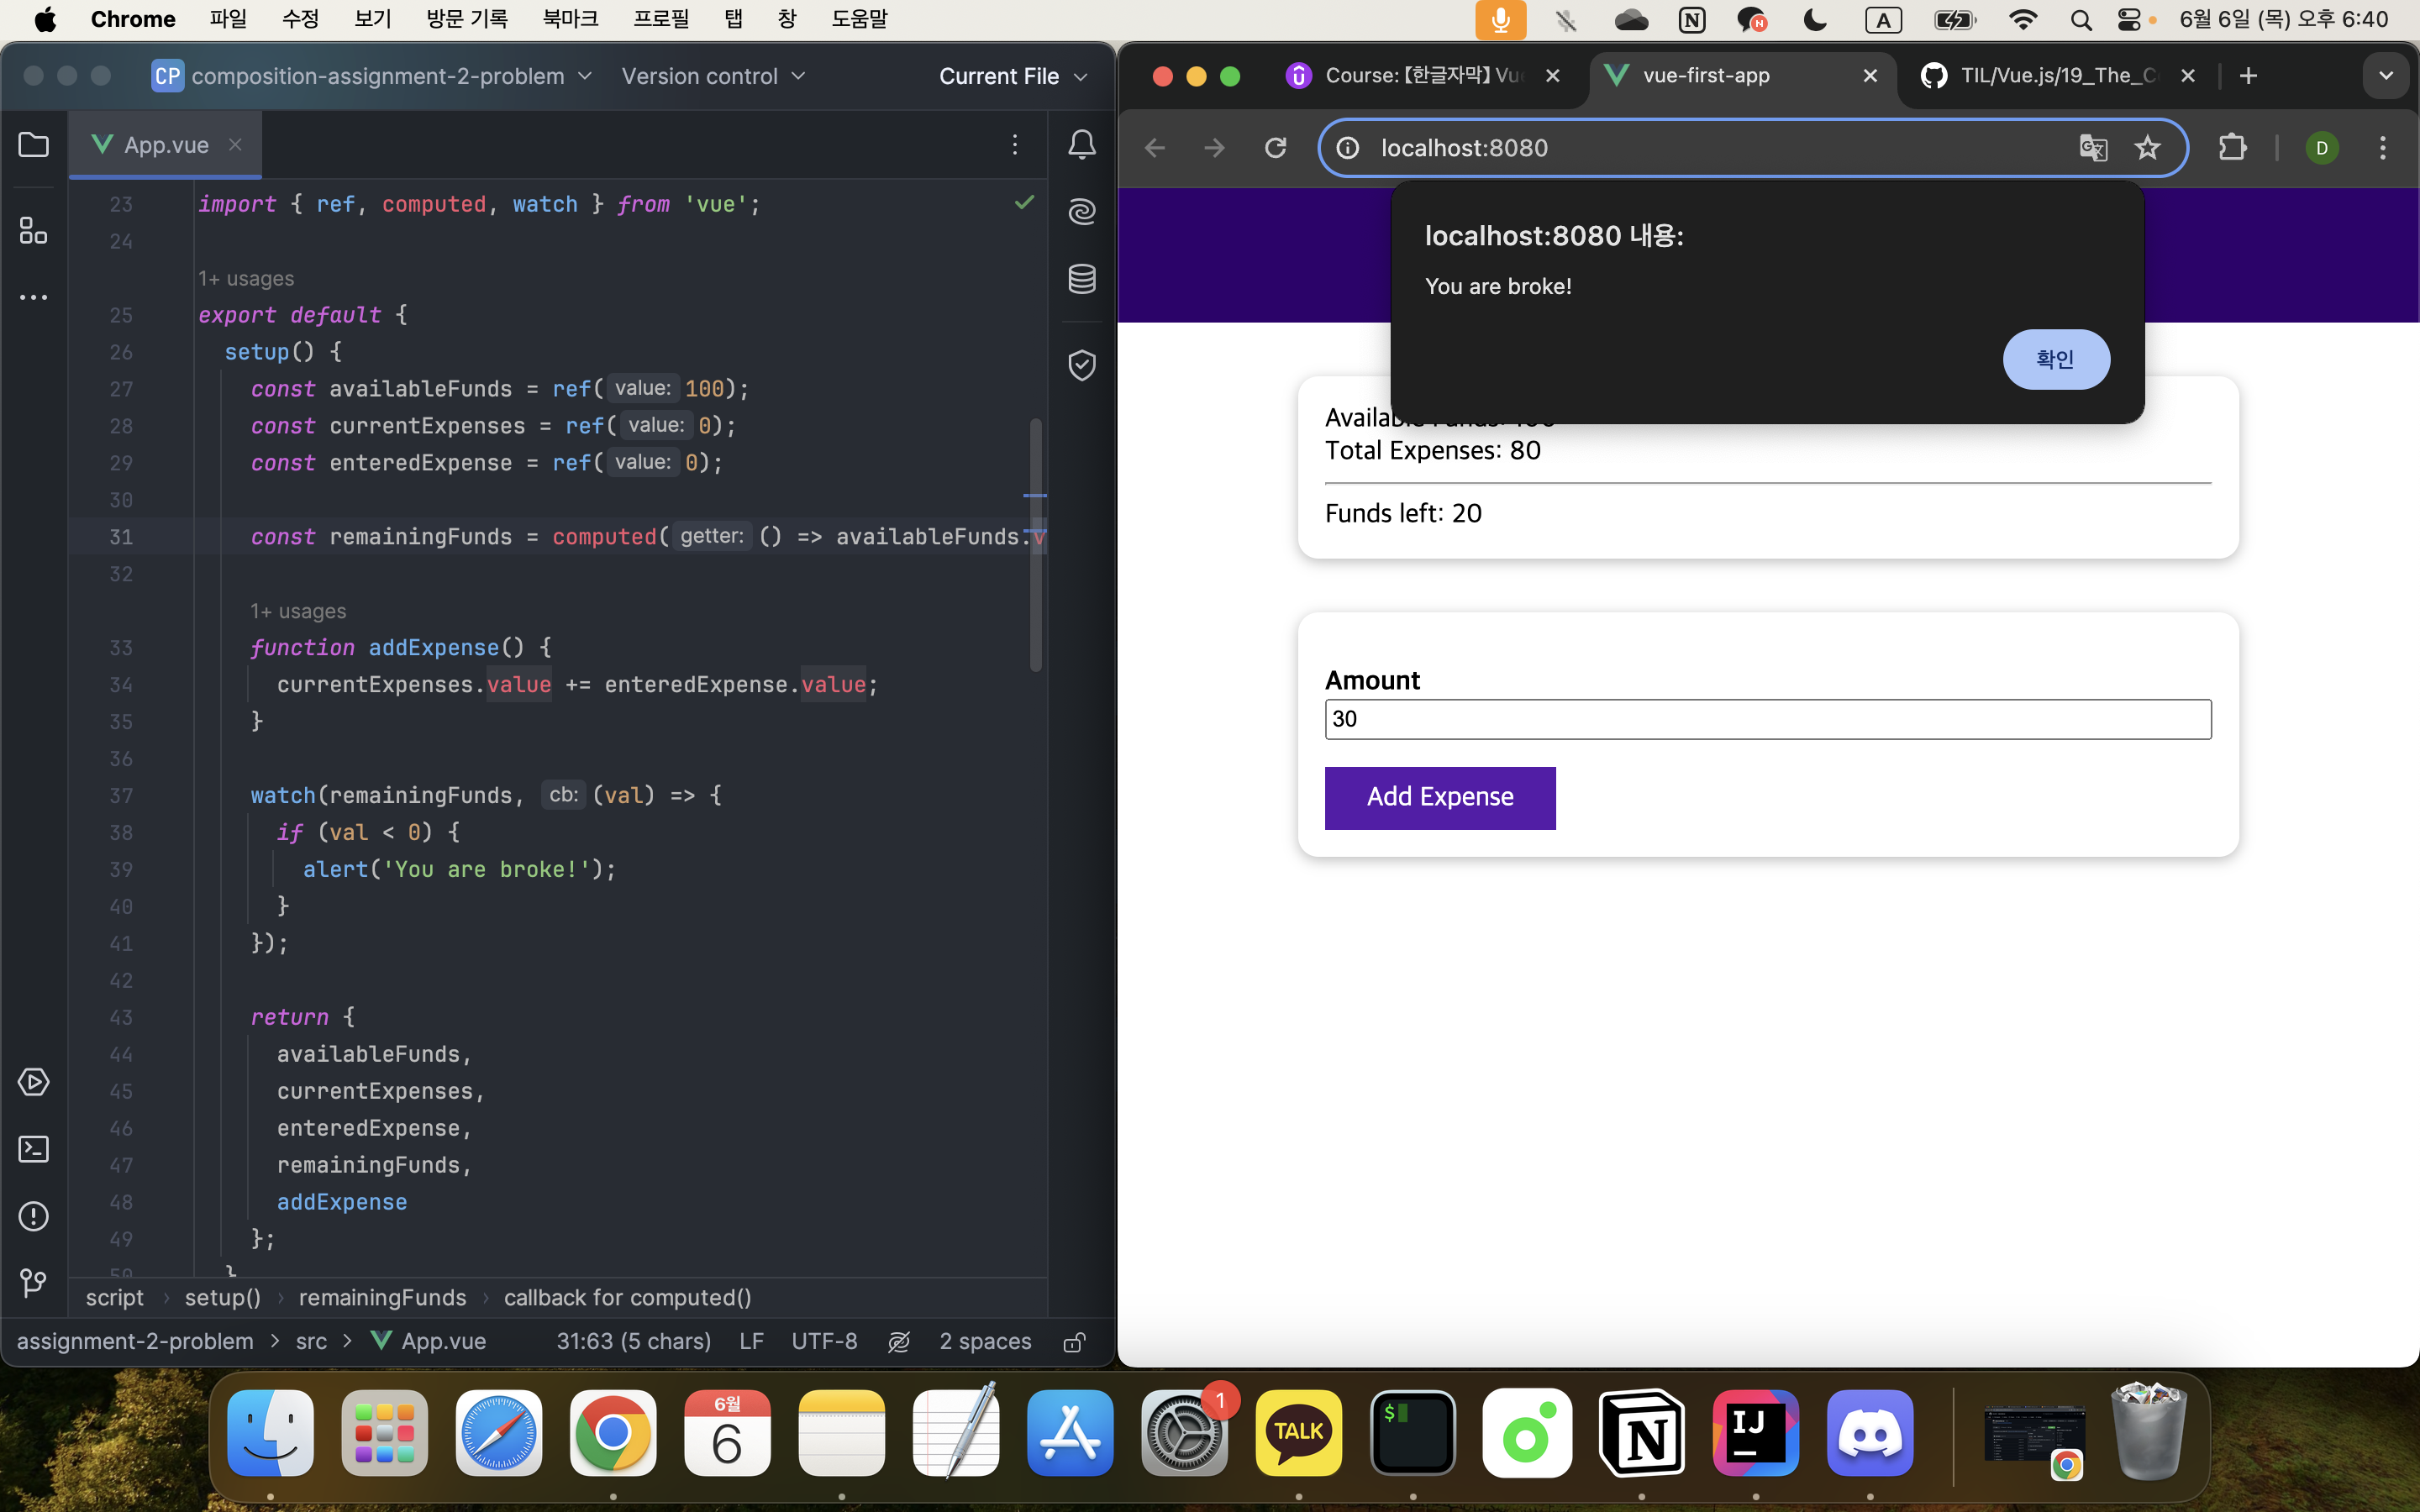 Chrome 파일 수정 보기 방문 기록 북마크 프로필 탭 창 도움말 A 6월 6일 (목) 오후 6:40
CP composition-assignment-2-problem Version control Current File
App.vue
23 import { ref, computed, watch } from 'vue';
24
1+ usages
25 export default {
26 setup() {
27 const availableFunds = ref( value: 100);
28 const currentExpenses = ref( value: 0);
29 const enteredExpense = ref( value: 0);
30
31 const remainingFunds = computed( getter: () => availableFunds.v
32
1+ usages
33 function addExpense() {
34 currentExpenses.value += enteredExpense.value;
35 }
36
37 watch(remainingFunds, cb: (val) => {
38 if (val < 0) {
39 alert('You are broke!');
40 }
41 });
42
43 return {
44 availableFunds,
45 currentExpenses,
46 enteredExpense,
47 remainingFunds,
48 addExpense
49 };
50 }
script › setup() › remainingFunds › callback for computed()
assignment-2-problem > src > App.vue 31:63 (5 chars) LF UTF-8 2 spaces
Course:【한글자막】 Vu vue-first-app TIL/Vue.js/19_The_C
localhost:8080 D
localhost:8080 내용:
You are broke!
확인
Available Funds: 100
Total Expenses: 80
Funds left: 20
Amount
30
Add Expense
6월
6
1
TALK
$
N
IJ